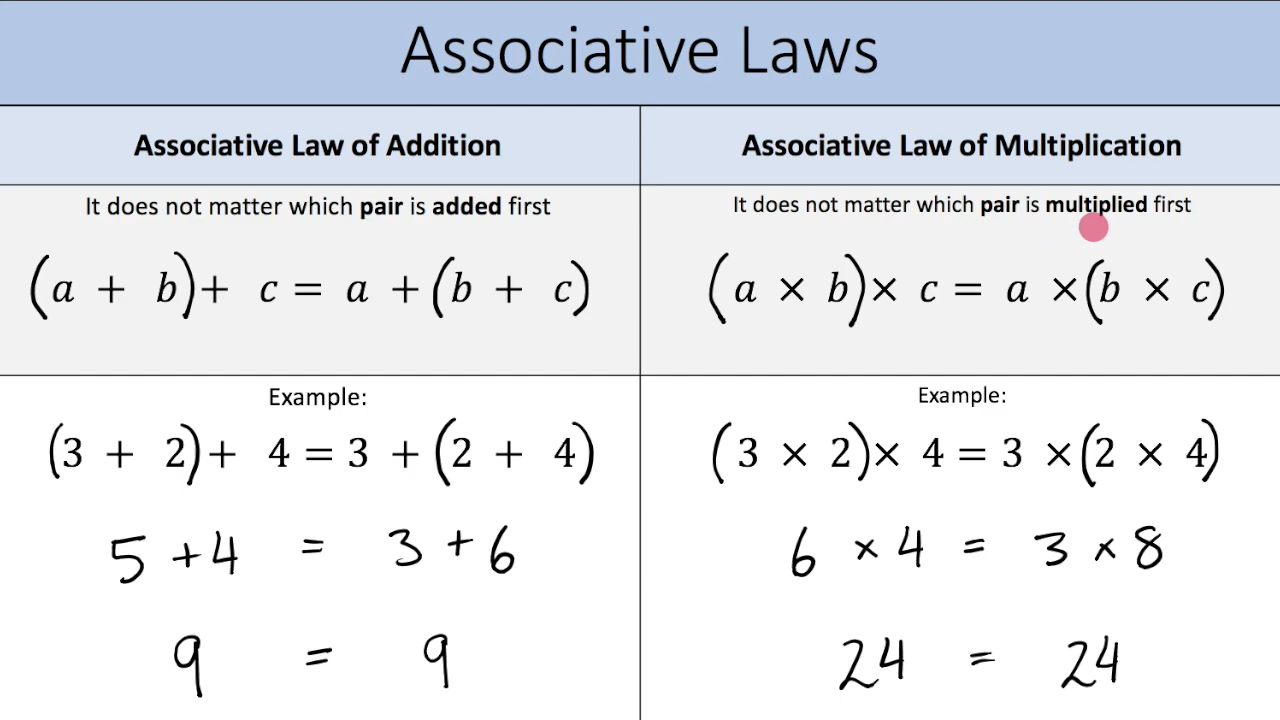 Associative Laws
Associative Law of Addition
It does not matter which pair is added first
(a + b) + c = a + (b + c)
Example:
(3 + 2) + 4 = 3 + (2 + 4)
5 + 4 = 3 + 6
9 = 9
Associative Law of Multiplication
It does not matter which pair is multiplied first
(a × b) × c = a × (b × c)
Example:
(3 × 2) × 4 = 3 × (2 × 4)
6 × 4 = 3 × 8
24 = 24